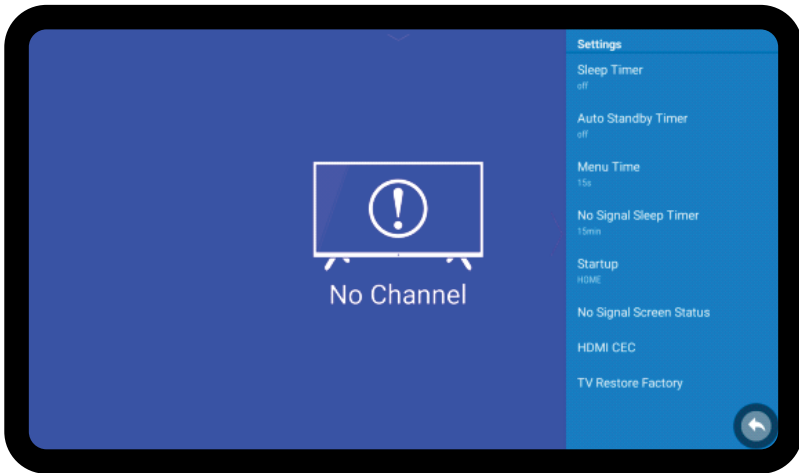 Settings
Sleep Timer
off
Auto Standby Timer
off
Menu Time
15s
No Signal Sleep Timer
15min
Startup
HOME
No Signal Screen Status
HDMI CEC
TV Restore Factory
No Channel